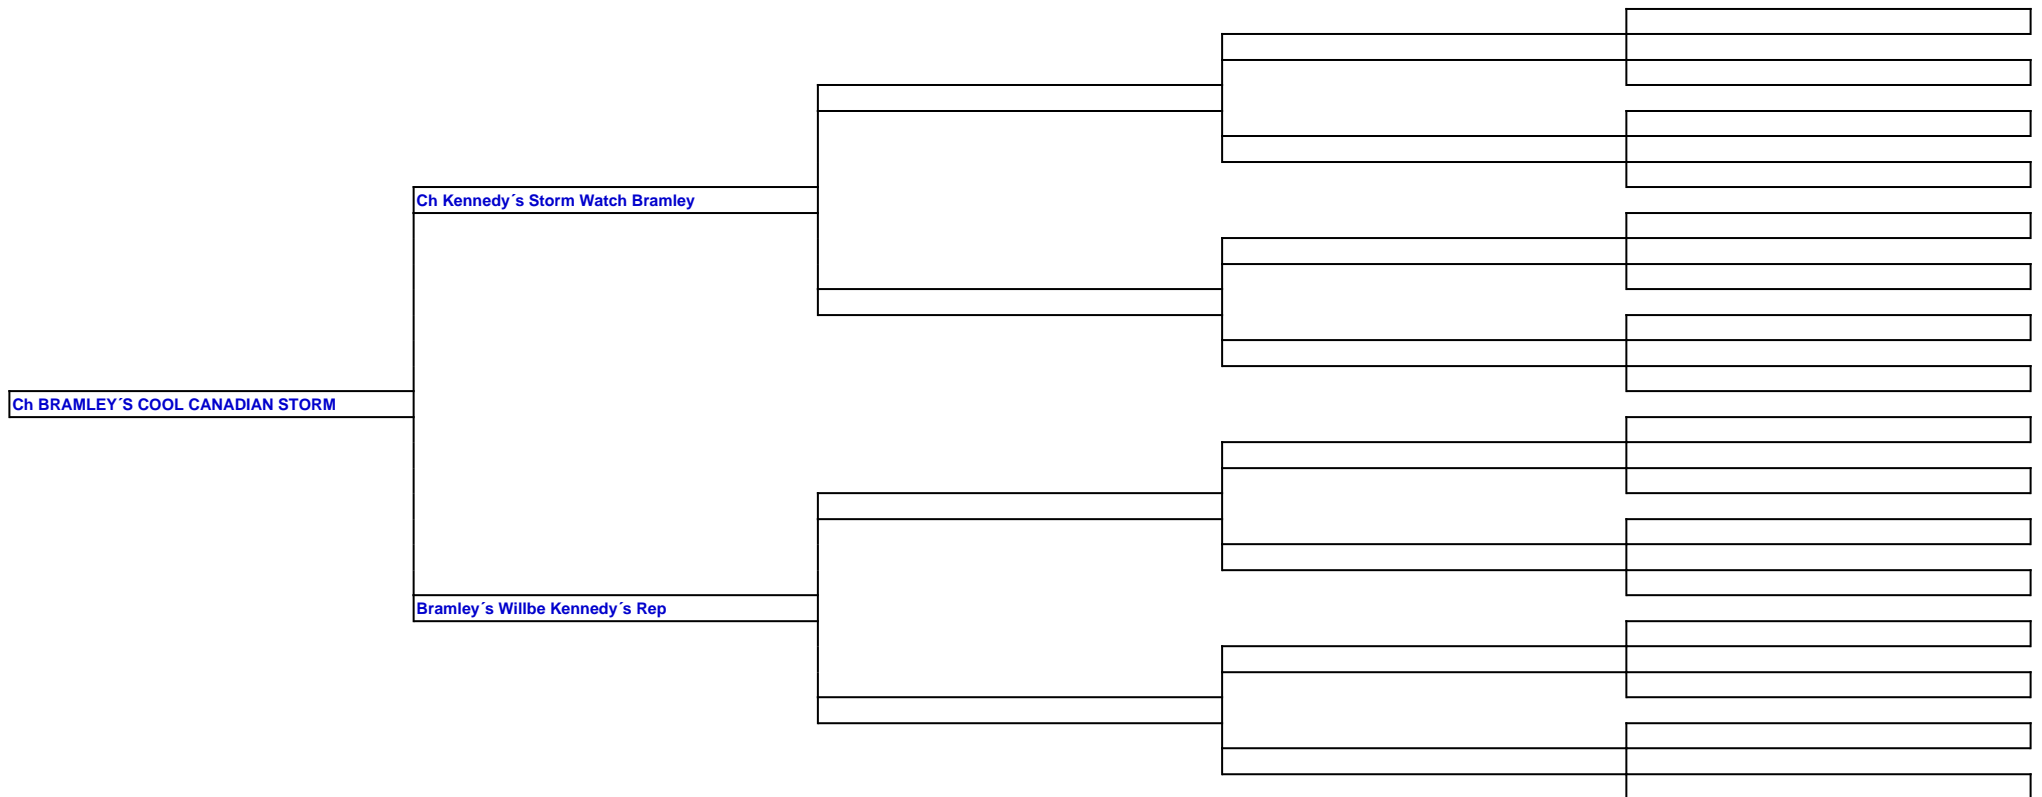 Ch Kennedy´s Storm Watch Bramley
Ch BRAMLEY´S COOL CANADIAN STORM
Bramley´s Willbe Kennedy´s Rep